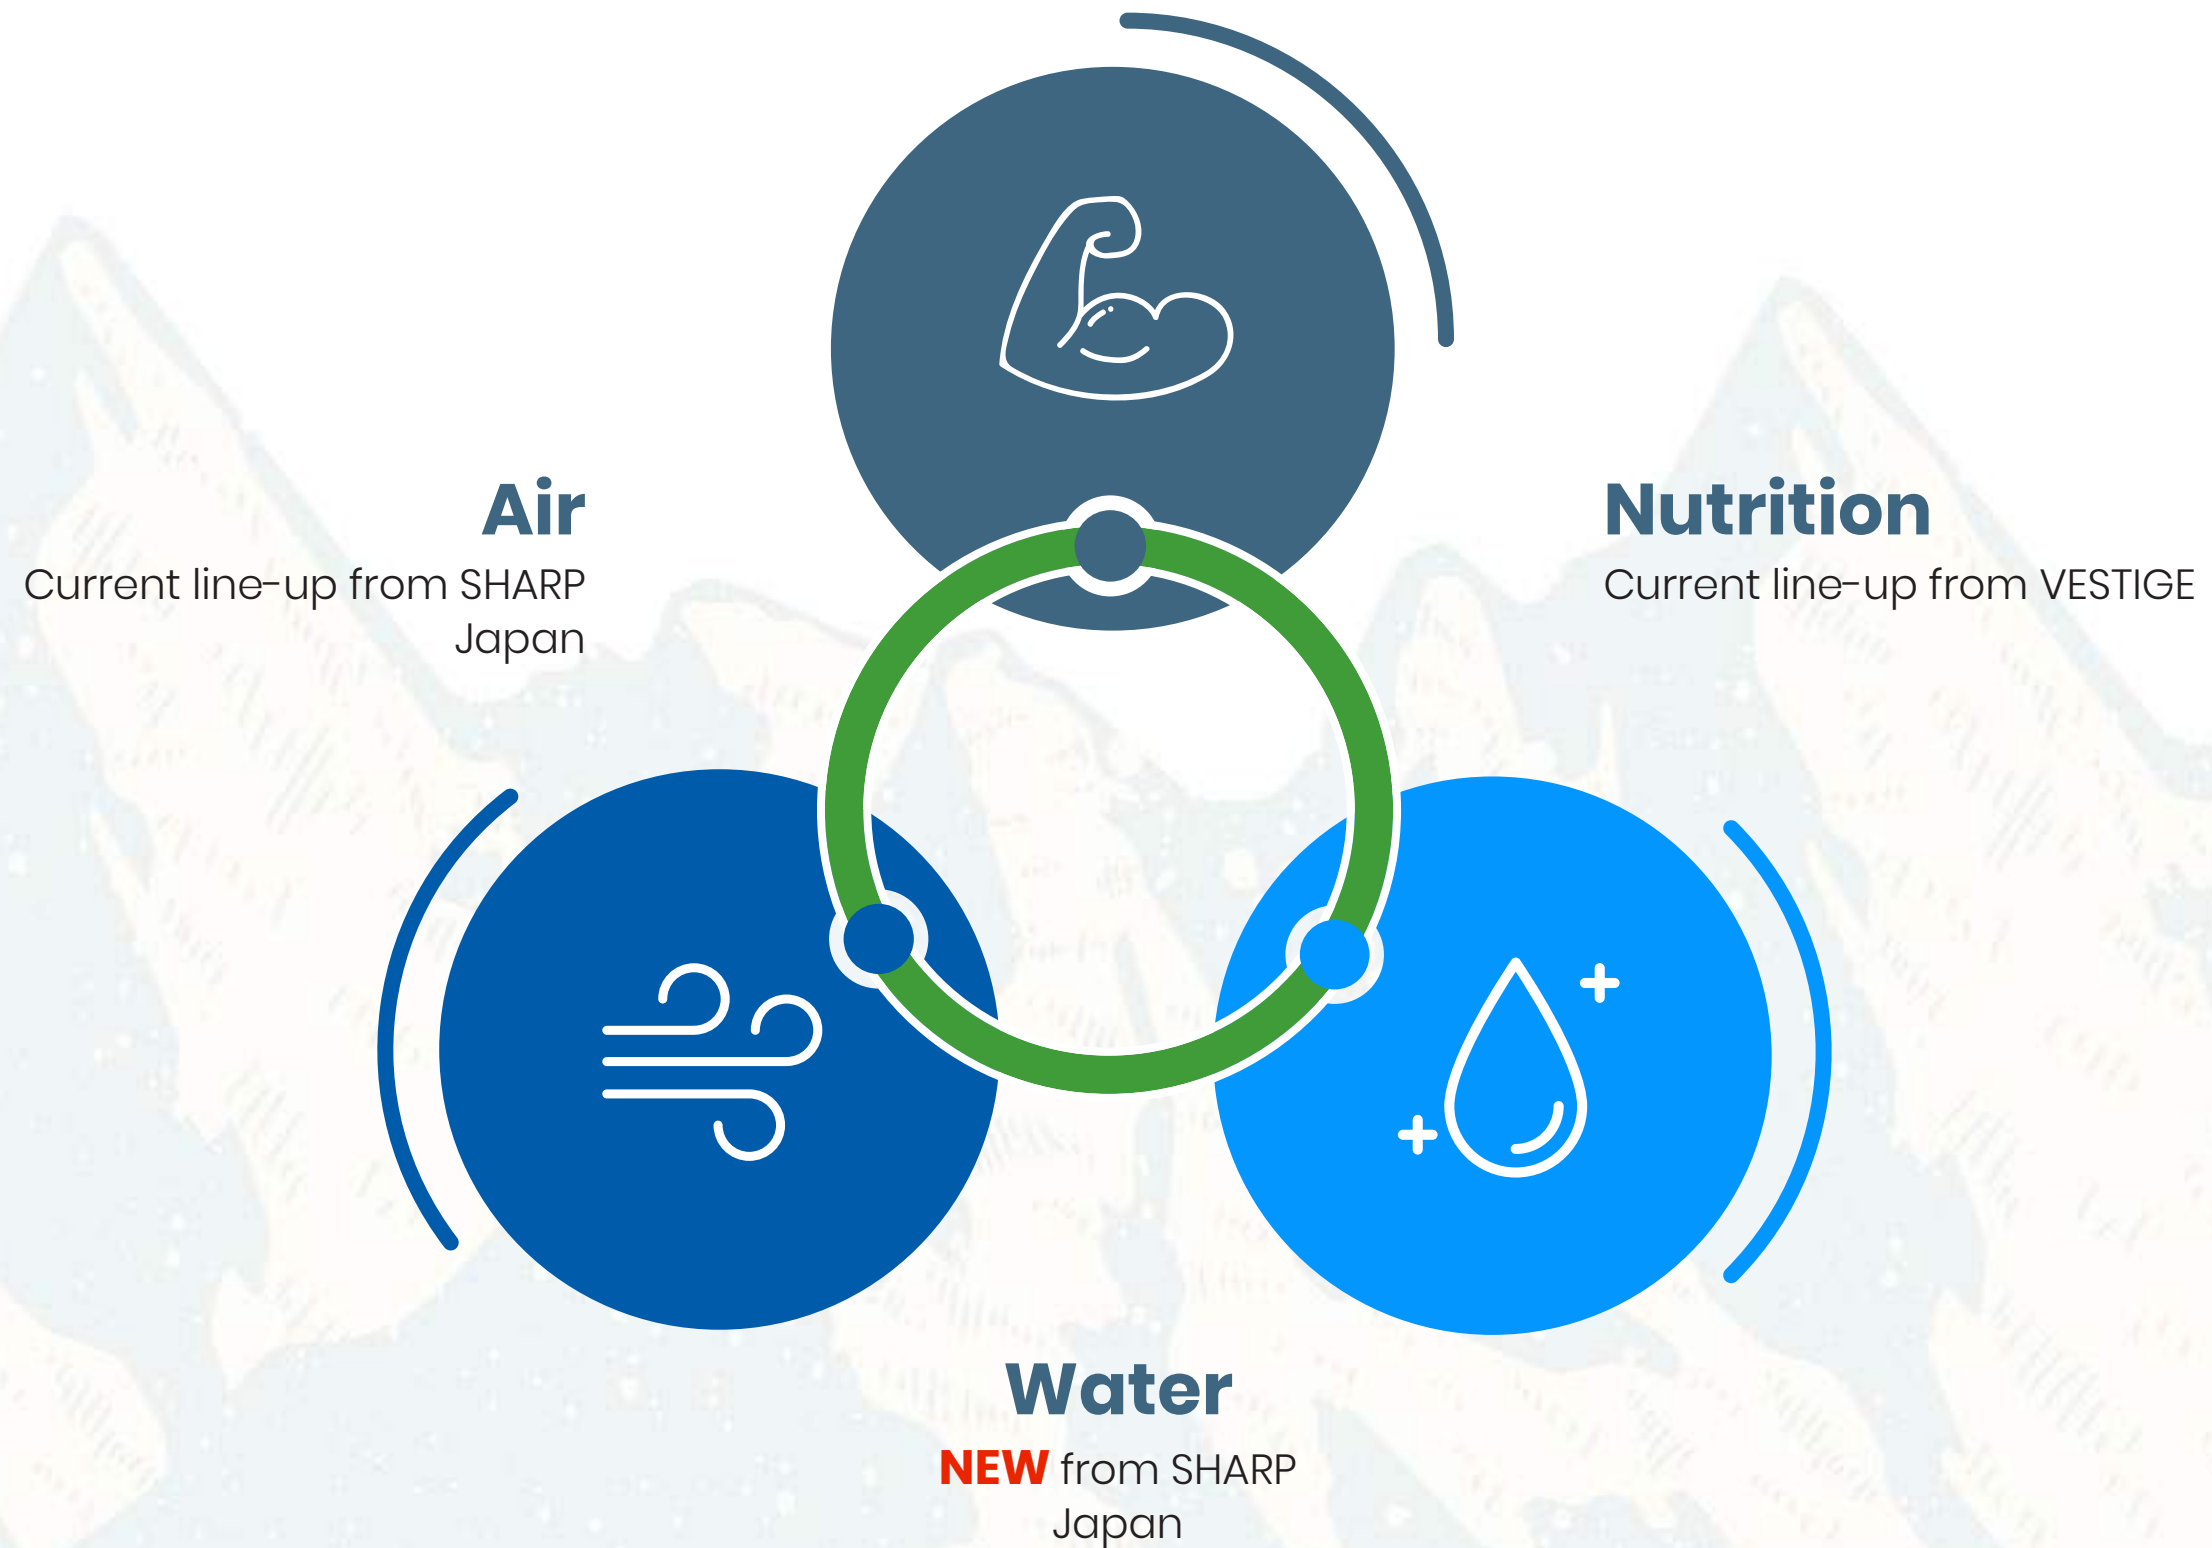 Air
Current line-up from SHARP
Japan
Nutrition
Current line-up from VESTIGE
Water
NEW from SHARP
Japan